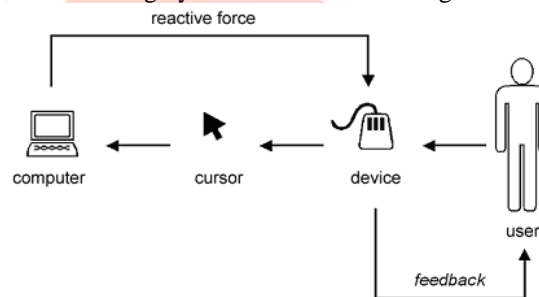 reactive force
computer
cursor
device
user
feedback